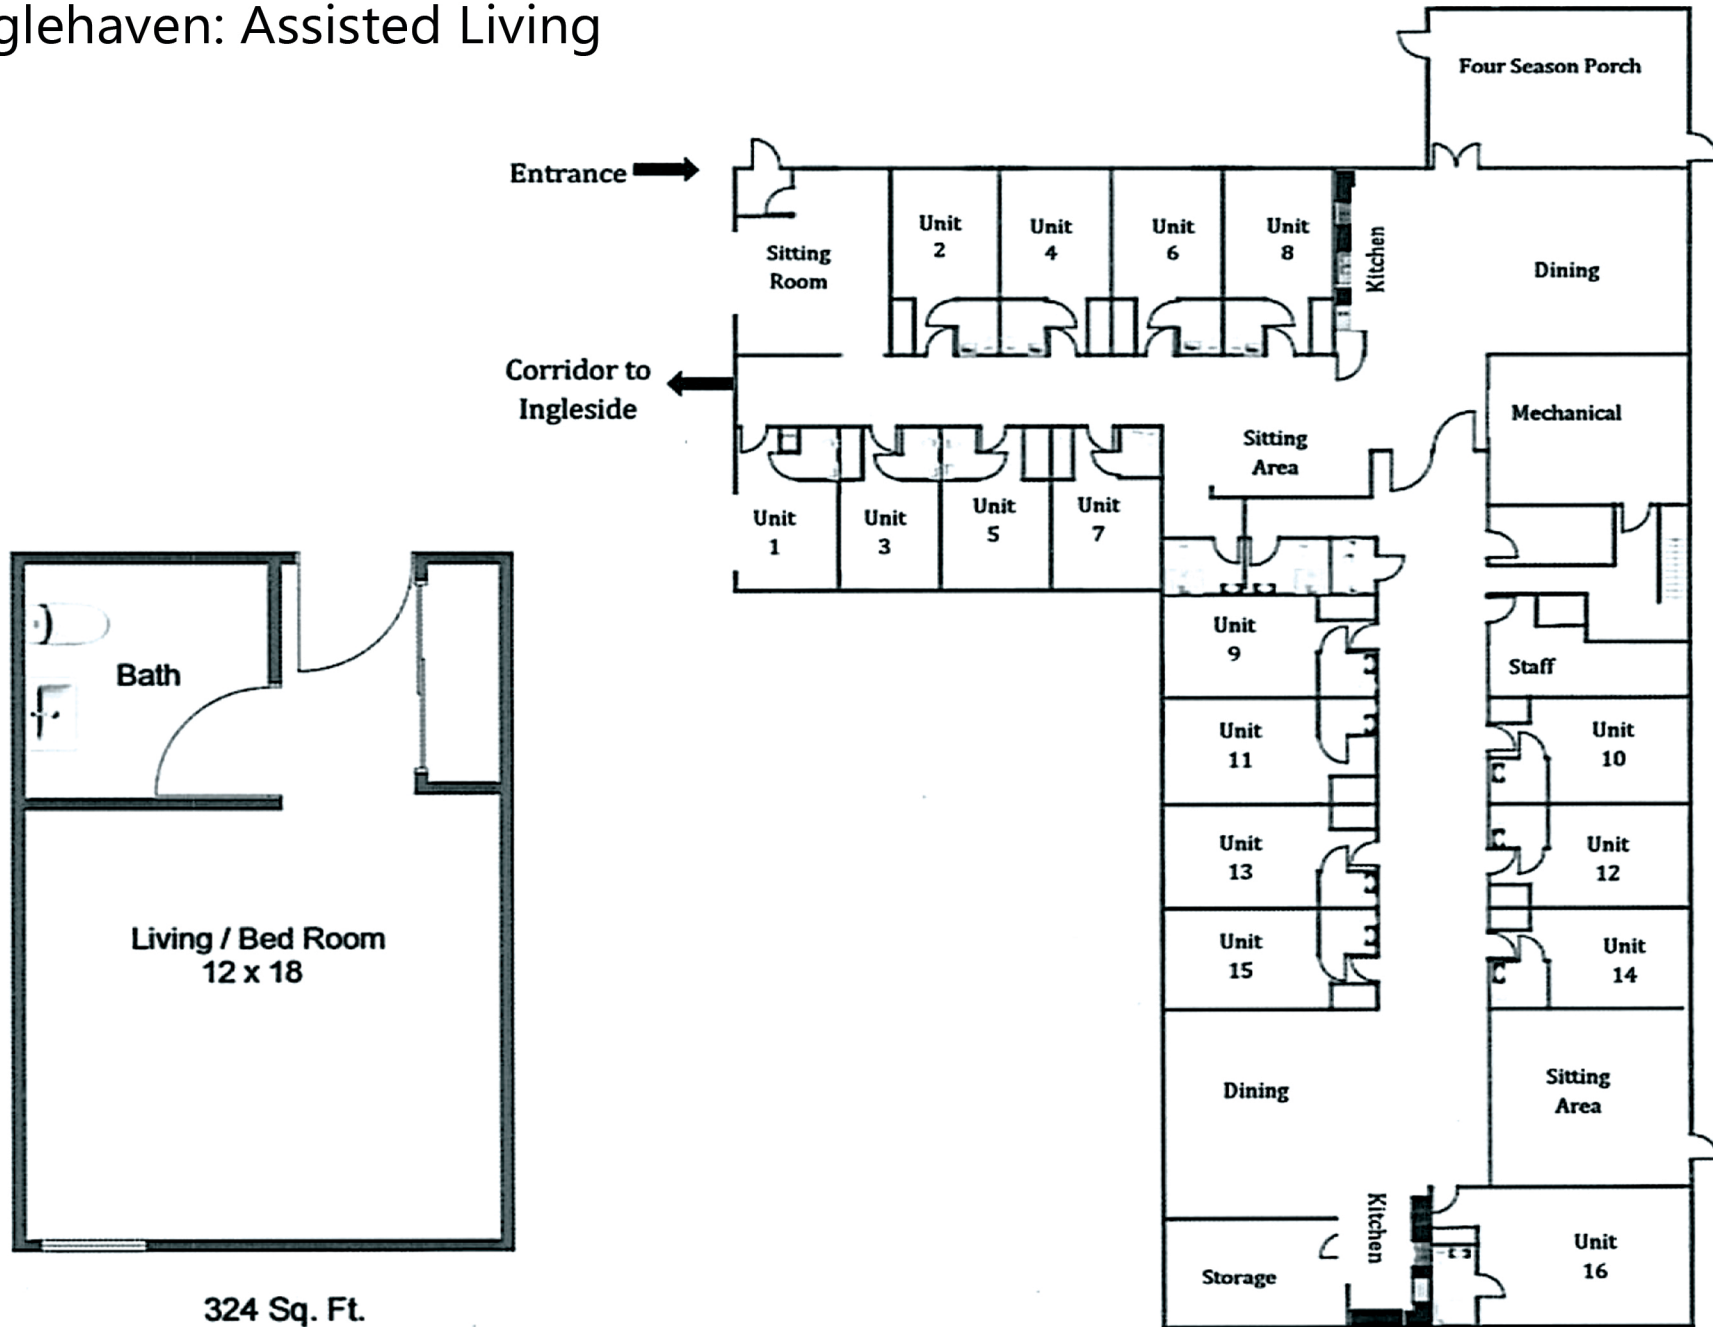 glehaven: Assisted Living
Four Season Porch
Entrance
Unit
2
Unit
4
Unit
6
Unit
8
Kitchen
Sitting
Room
Dining
Corridor to
Ingleside
Mechanical
Sitting
Area
Unit
1
Unit
3
Unit
5
Unit
7
Unit
9
Staff
Unit
11
Unit
10
Unit
13
Unit
12
Unit
15
Unit
14
Dining
Sitting
Area
Kitchen
Storage
Unit
16
Bath
Living / Bed Room
12 x 18
324 Sq. Ft.